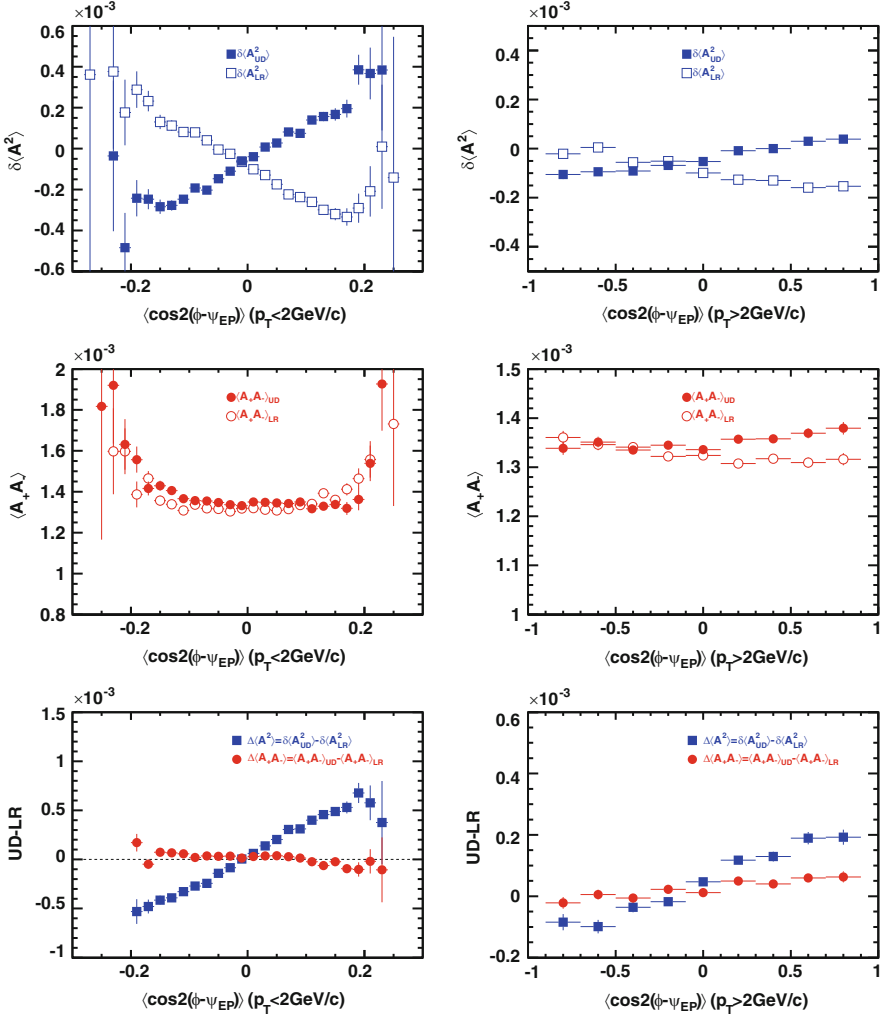 ×10⁻³
0.6
0.4
0.2
0
-0.2
-0.4
-0.6
δ⟨A²⟩
δ⟨A²UD⟩
δ⟨A²LR⟩
-0.2 0 0.2
⟨cos2(ϕ-ψEP)⟩ (pT<2GeV/c)
×10⁻³
0.4
0.2
0
-0.2
-0.4
δ⟨A²⟩
δ⟨A²UD⟩
δ⟨A²LR⟩
-1 -0.5 0 0.5 1
⟨cos2(ϕ-ψEP)⟩ (pT>2GeV/c)
×10⁻³
2
1.8
1.6
1.4
1.2
1
0.8
⟨A₊A₋⟩
⟨A₊A₋⟩UD
⟨A₊A₋⟩LR
-0.2 0 0.2
⟨cos2(ϕ-ψEP)⟩ (pT<2GeV/c)
×10⁻³
1.5
1.4
1.3
1.2
1.1
1
⟨A₊A₋⟩
⟨A₊A₋⟩UD
⟨A₊A₋⟩LR
-1 -0.5 0 0.5 1
⟨cos2(ϕ-ψEP)⟩ (pT>2GeV/c)
×10⁻³
1.5
1
0.5
0
-0.5
-1
UD-LR
Δ⟨A²⟩=δ⟨A²UD⟩-δ⟨A²LR⟩
Δ⟨A₊A₋⟩=⟨A₊A₋⟩UD-⟨A₊A₋⟩LR
-0.2 0 0.2
⟨cos2(ϕ-ψEP)⟩ (pT<2GeV/c)
×10⁻³
0.6
0.4
0.2
0
-0.2
UD-LR
Δ⟨A²⟩=δ⟨A²UD⟩-δ⟨A²LR⟩
Δ⟨A₊A₋⟩=⟨A₊A₋⟩UD-⟨A₊A₋⟩LR
-1 -0.5 0 0.5 1
⟨cos2(ϕ-ψEP)⟩ (pT>2GeV/c)